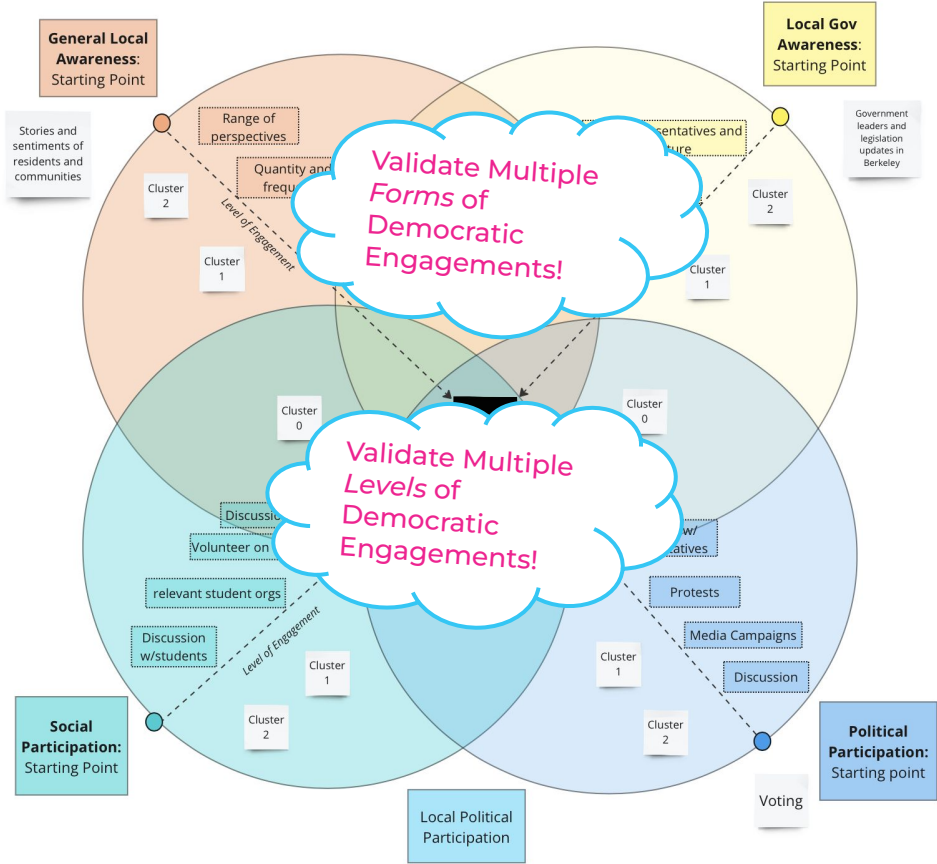 General Local
Awareness:
Starting Point
Local Gov
Awareness:
Starting Point
Stories and
sentiments of
residents and
communities
Range of
perspectives
Quantity and
Cluster
2
Level of Engagement
Cluster
1
Validate Multiple
Forms of
Democratic
Engagements!
and
Government
leaders and
legislation
updates in
Berkeley
Cluster
2
Cluster
1
Cluster
0
Cluster
0
Validate Multiple
Levels of
Democratic
Engagements!
Volunteer on
relevant student orgs
Discussion
w/students
Level of Engagement
Cluster
1
Cluster
2
w/
Protests
Media Campaigns
Discussion
Cluster
1
Cluster
2
Social
Participation:
Starting Point
Political
Participation:
Starting point
Voting
Local Political
Participation